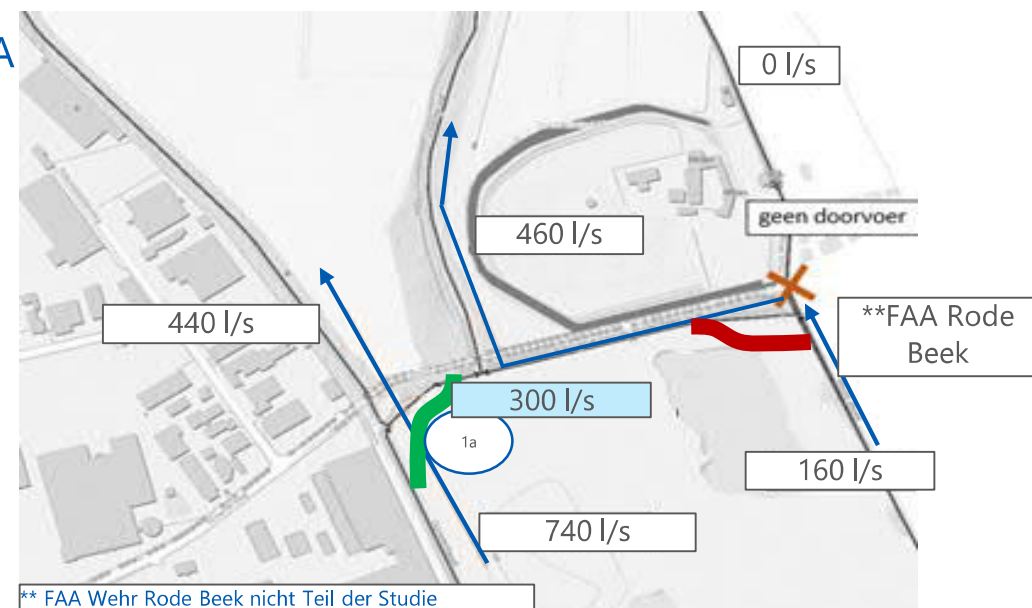 A
0 l/s
geen doorvoer
460 l/s
440 l/s
**FAA Rode
Beek
300 l/s
1a
160 l/s
740 l/s
** FAA Wehr Rode Beek nicht Teil der Studie